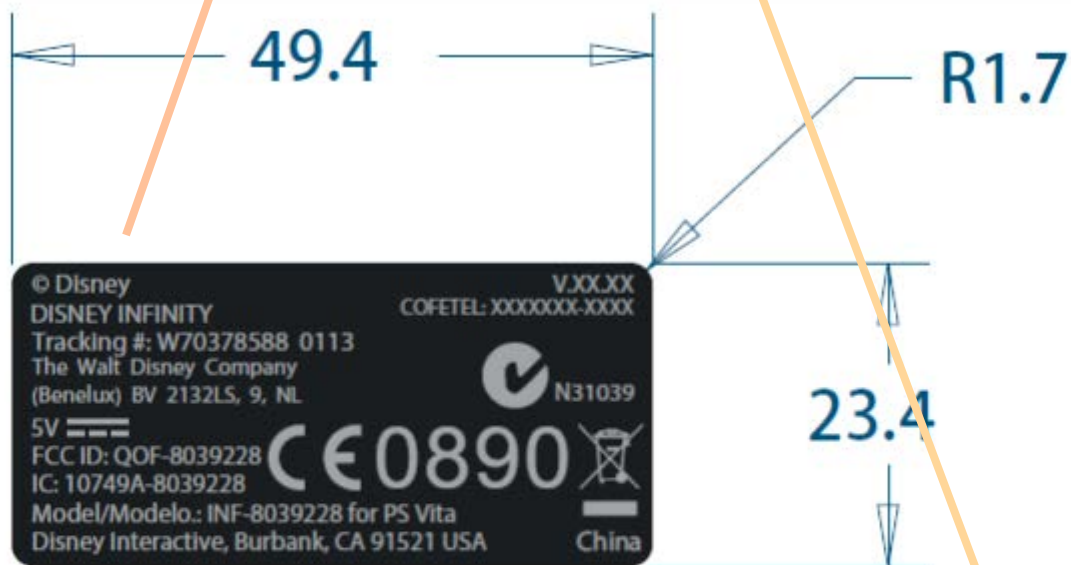 49.4
R1.7
© Disney
V.XX.XX
DISNEY INFINITY
COFETEL: XXXXXXX-XXXX
Tracking #: W70378588 0113
The Walt Disney Company
(Benelux) BV 2132LS, 9, NL
N31039
23.4
5V
FCC ID: QOF-8039228
CE0890
IC: 10749A-8039228
Model/Modelo.: INF-8039228 for PS Vita
Disney Interactive, Burbank, CA 91521 USA
China